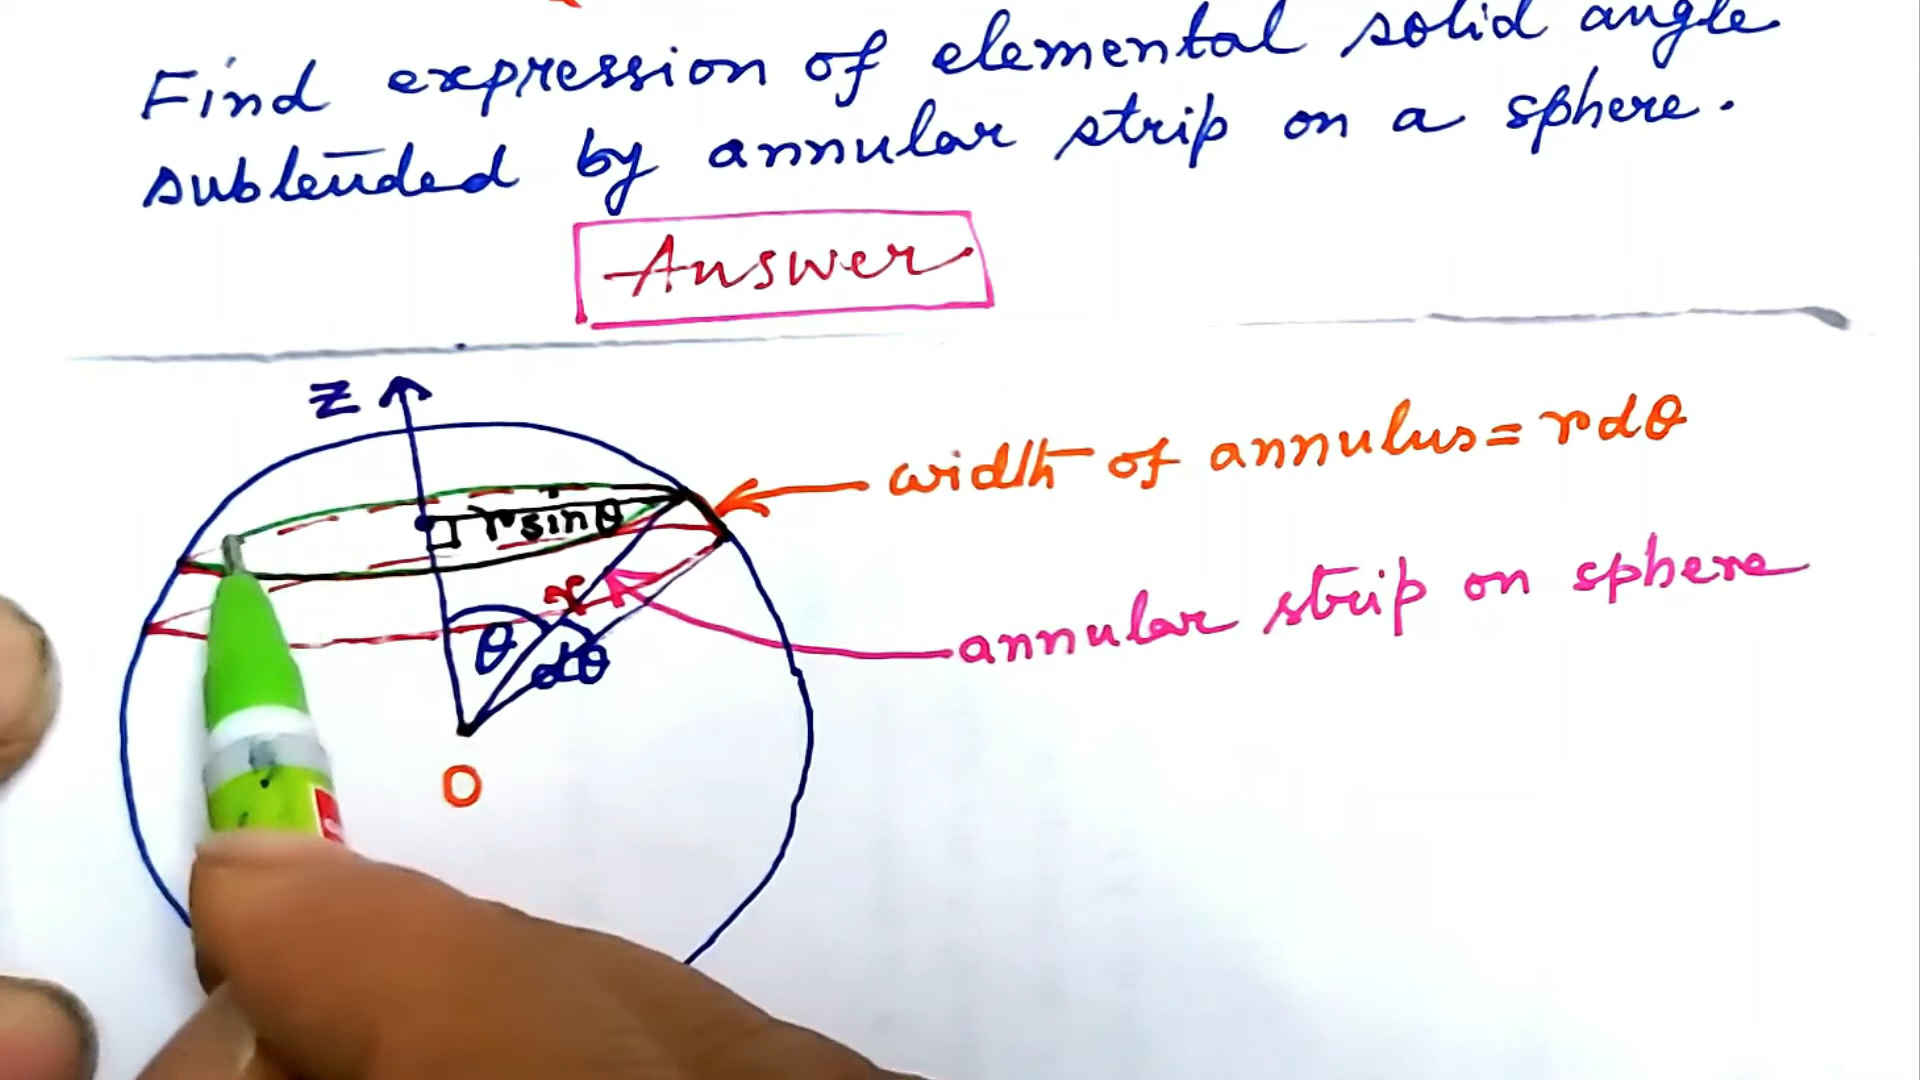 Find expression of elemental solid angle
subtended by annular strip on a sphere.
Answer
Z
width of annulus = rdθ
r sin θ
annular strip on sphere
r
θ
dθ
O